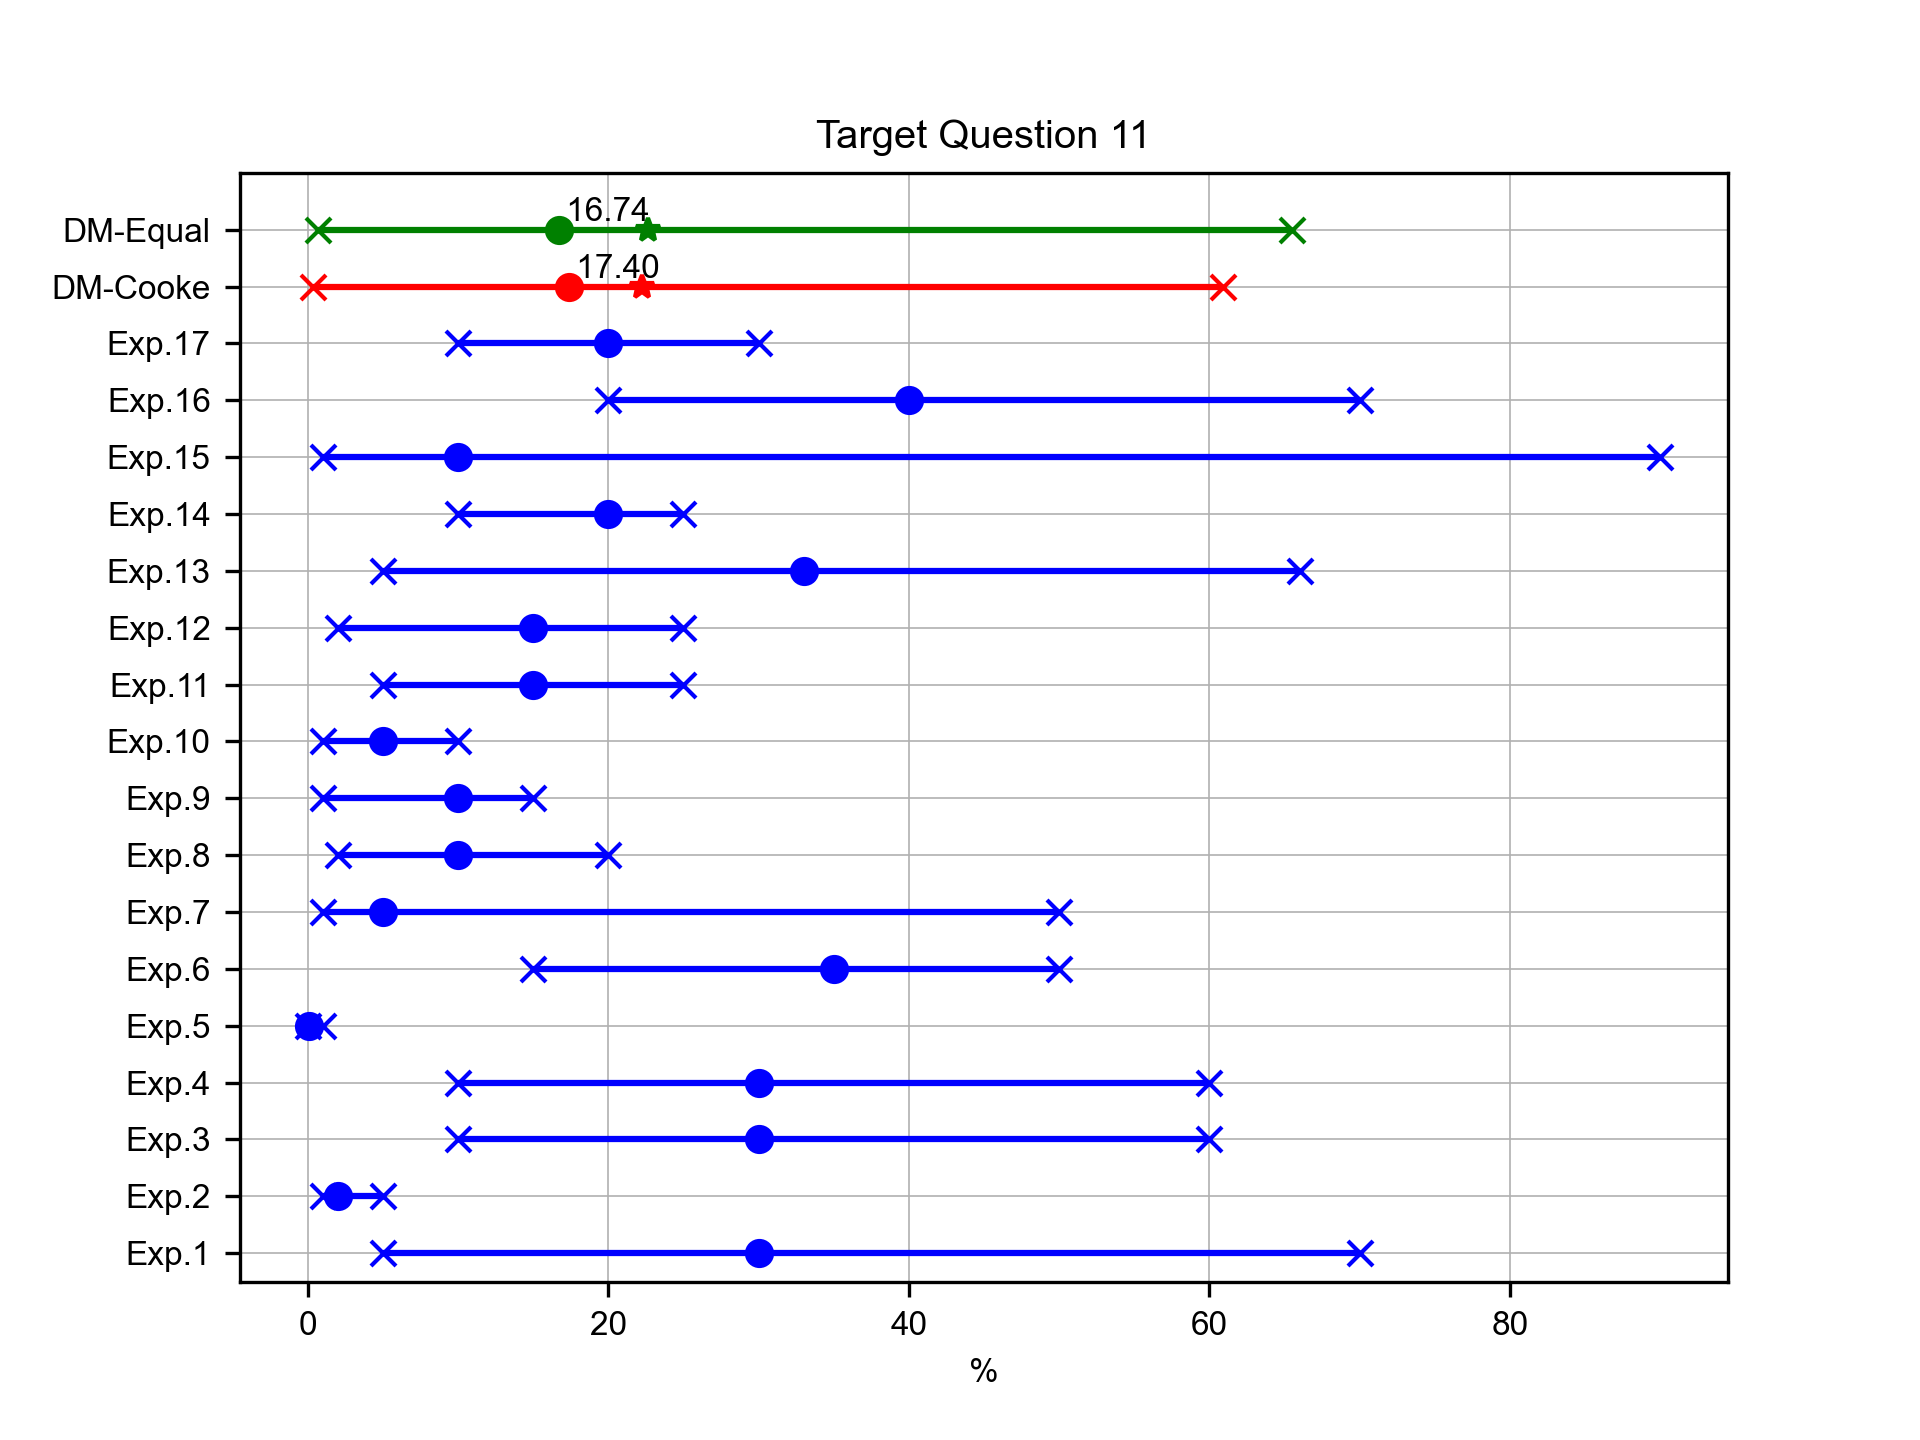 Target Question 11
DM-Equal
16.74
DM-Cooke
17.40
Exp.17
Exp.16
Exp.15
Exp.14
Exp.13
Exp.12
Exp.11
Exp.10
Exp.9
Exp.8
Exp.7
Exp.6
Exp.5
Exp.4
Exp.3
Exp.2
Exp.1
0 20 40 60 80
%